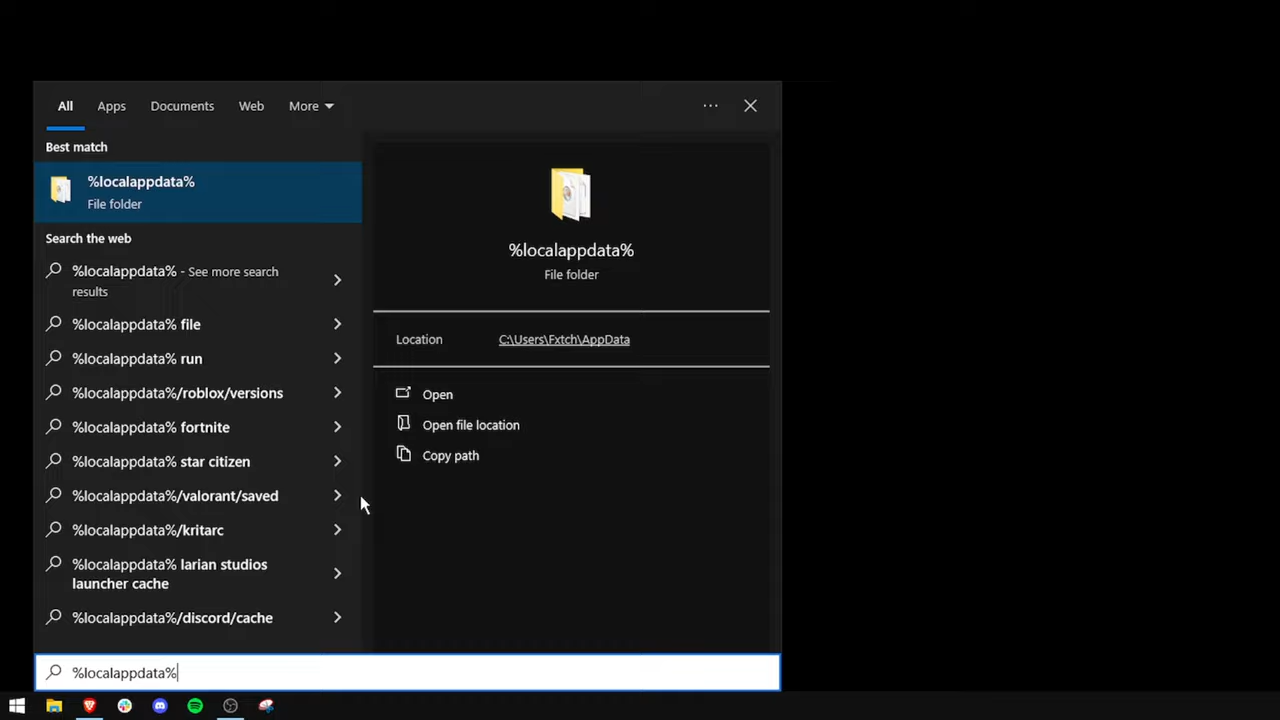 All Apps Documents Web More
Best match
%localappdata%
File folder
Search the web
%localappdata% - See more search
results
%localappdata% file
%localappdata% run
%localappdata%/roblox/versions
%localappdata% fortnite
%localappdata% star citizen
%localappdata%/valorant/saved
%localappdata%/kritarc
%localappdata% larian studios
launcher cache
%localappdata%/discord/cache
%localappdata%
File folder
Location C:\Users\Fxtch\AppData
Open
Open file location
Copy path
%localappdata%